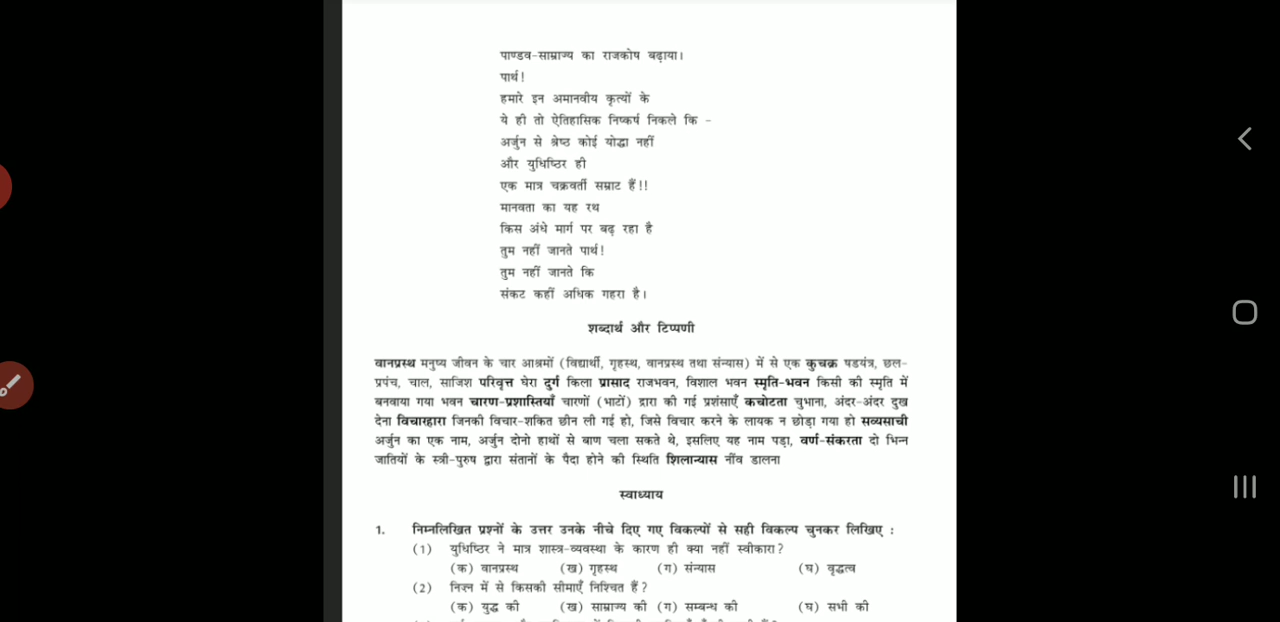 पाण्डव-साम्राज्य का राजकोष बढ़ाया।
पार्थ!
हमारे इन अमानवीय कृत्यों के
ये ही तो ऐतिहासिक निष्कर्ष निकले कि -
अर्जुन से श्रेष्ठ कोई योद्धा नहीं
और युधिष्ठिर ही
एक मात्र चक्रवर्ती सम्राट हैं!!
मानवता का यह रथ
किस अंधे मार्ग पर बढ़ रहा है
तुम नहीं जानते पार्थ!
तुम नहीं जानते कि
संकट कहीं अधिक गहरा है।
शब्दार्थ और टिप्पणी
वानप्रस्थ मनुष्य जीवन के चार आश्रमों (विद्यार्थी, गृहस्थ, वानप्रस्थ तथा संन्यास) में से एक कुचक्र षडयंत्र, छल-
प्रपंच, चाल, साजिश परिवृत्त घेरा दुर्ग किला प्रासाद राजभवन, विशाल भवन स्मृति-भवन किसी की स्मृति में
बनवाया गया भवन चारण-प्रशास्तियाँ चारणों (भाटों) द्रारा की गई प्रशंसाएँ कचोटता चुभाना, अंदर-अंदर दुख
देना विचारहारा जिनकी विचार-शक्ति छीन ली गई हो, जिसे विचार करने के लायक न छोड़ा गया हो सव्यसाची
अर्जुन का एक नाम, अर्जुन दोनो हाथों से बाण चला सकते थे, इसलिए यह नाम पड़ा, वर्ण-संकरता दो भिन्न
जातियों के स्त्री-पुरुष द्वारा संतानों के पैदा होने की स्थिति शिलान्यास नींव डालना
स्वाध्याय
1. निम्नलिखित प्रश्नों के उत्तर उनके नीचे दिए गए विकल्पों से सही विकल्प चुनकर लिखिए :
(1) युधिष्ठिर ने मात्र शास्त्र-व्यवस्था के कारण ही क्या नहीं स्वीकारा?
(क) वानप्रस्थ (ख) गृहस्थ (ग) संन्यास (घ) वृद्धत्व
(2) निम्न में से किसकी सीमाएँ निश्चित हैं?
(क) युद्ध की (ख) साम्राज्य की (ग) सम्बन्ध की (घ) सभी की